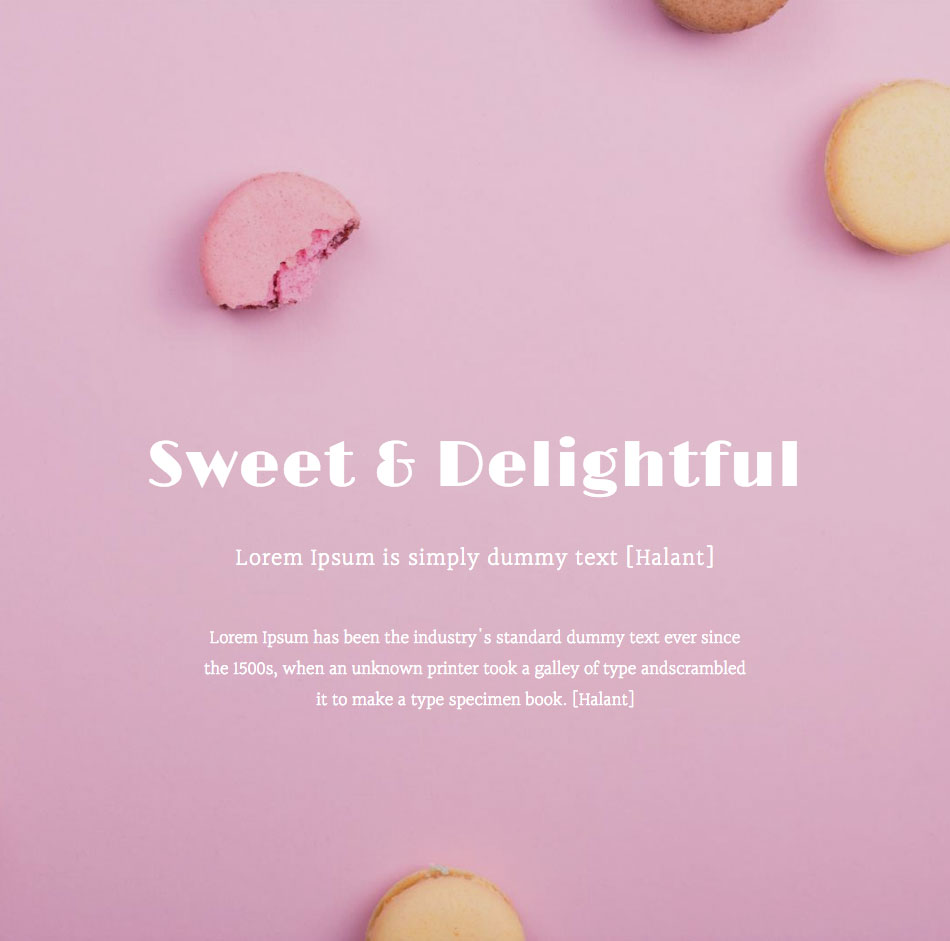 Sweet & Delightful
Lorem Ipsum is simply dummy text [Halant]
Lorem Ipsum has been the industry's standard dummy text ever since
the 1500s, when an unknown printer took a galley of type andscrambled
it to make a type specimen book. [Halant]